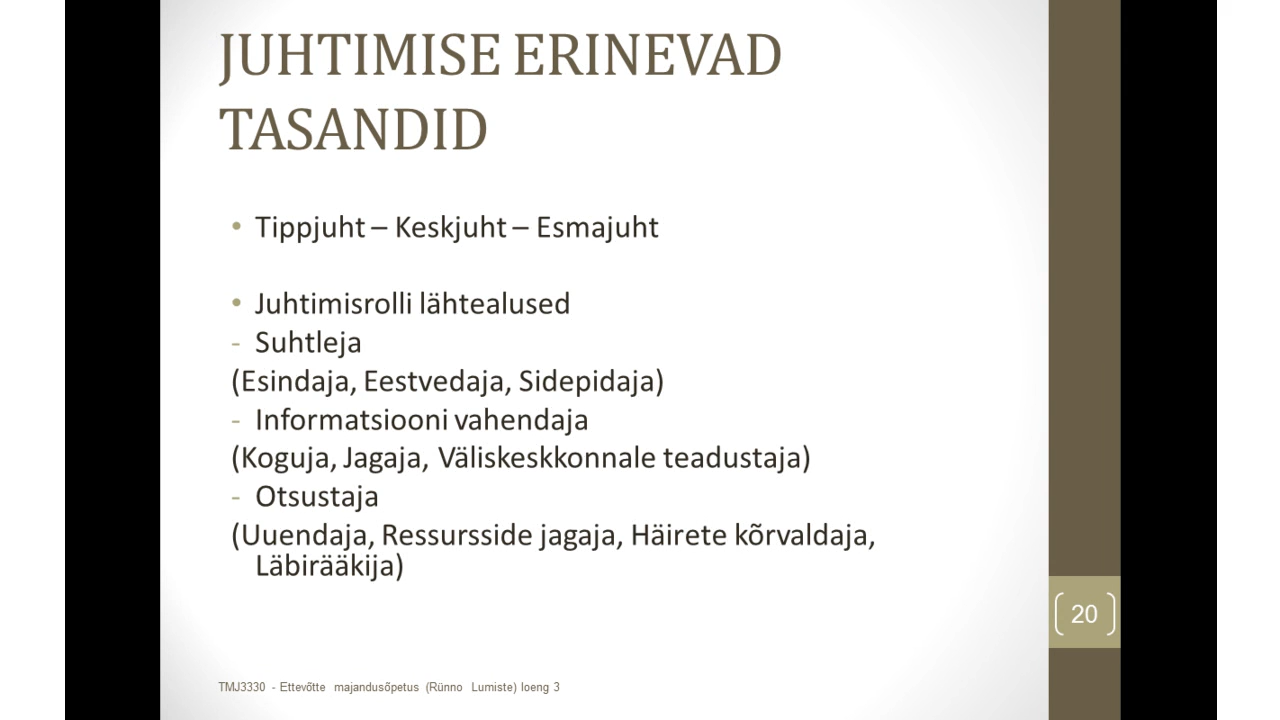 JUHTIMISE ERINEVAD
TASANDID
• Tippjuht – Keskjuht – Esmajuht
• Juhtimisrolli lähtealused
- Suhtleja
(Esindaja, Eestvedaja, Sidepidaja)
- Informatsiooni vahendaja
(Koguja, Jagaja, Väliskeskkonnale teadustaja)
- Otsustaja
(Uuendaja, Ressursside jagaja, Häirete kõrvaldaja,
Läbirääkija)
20
TMJ3330 - Ettevõtte majandusõpetus (Rünno Lumiste) loeng 3